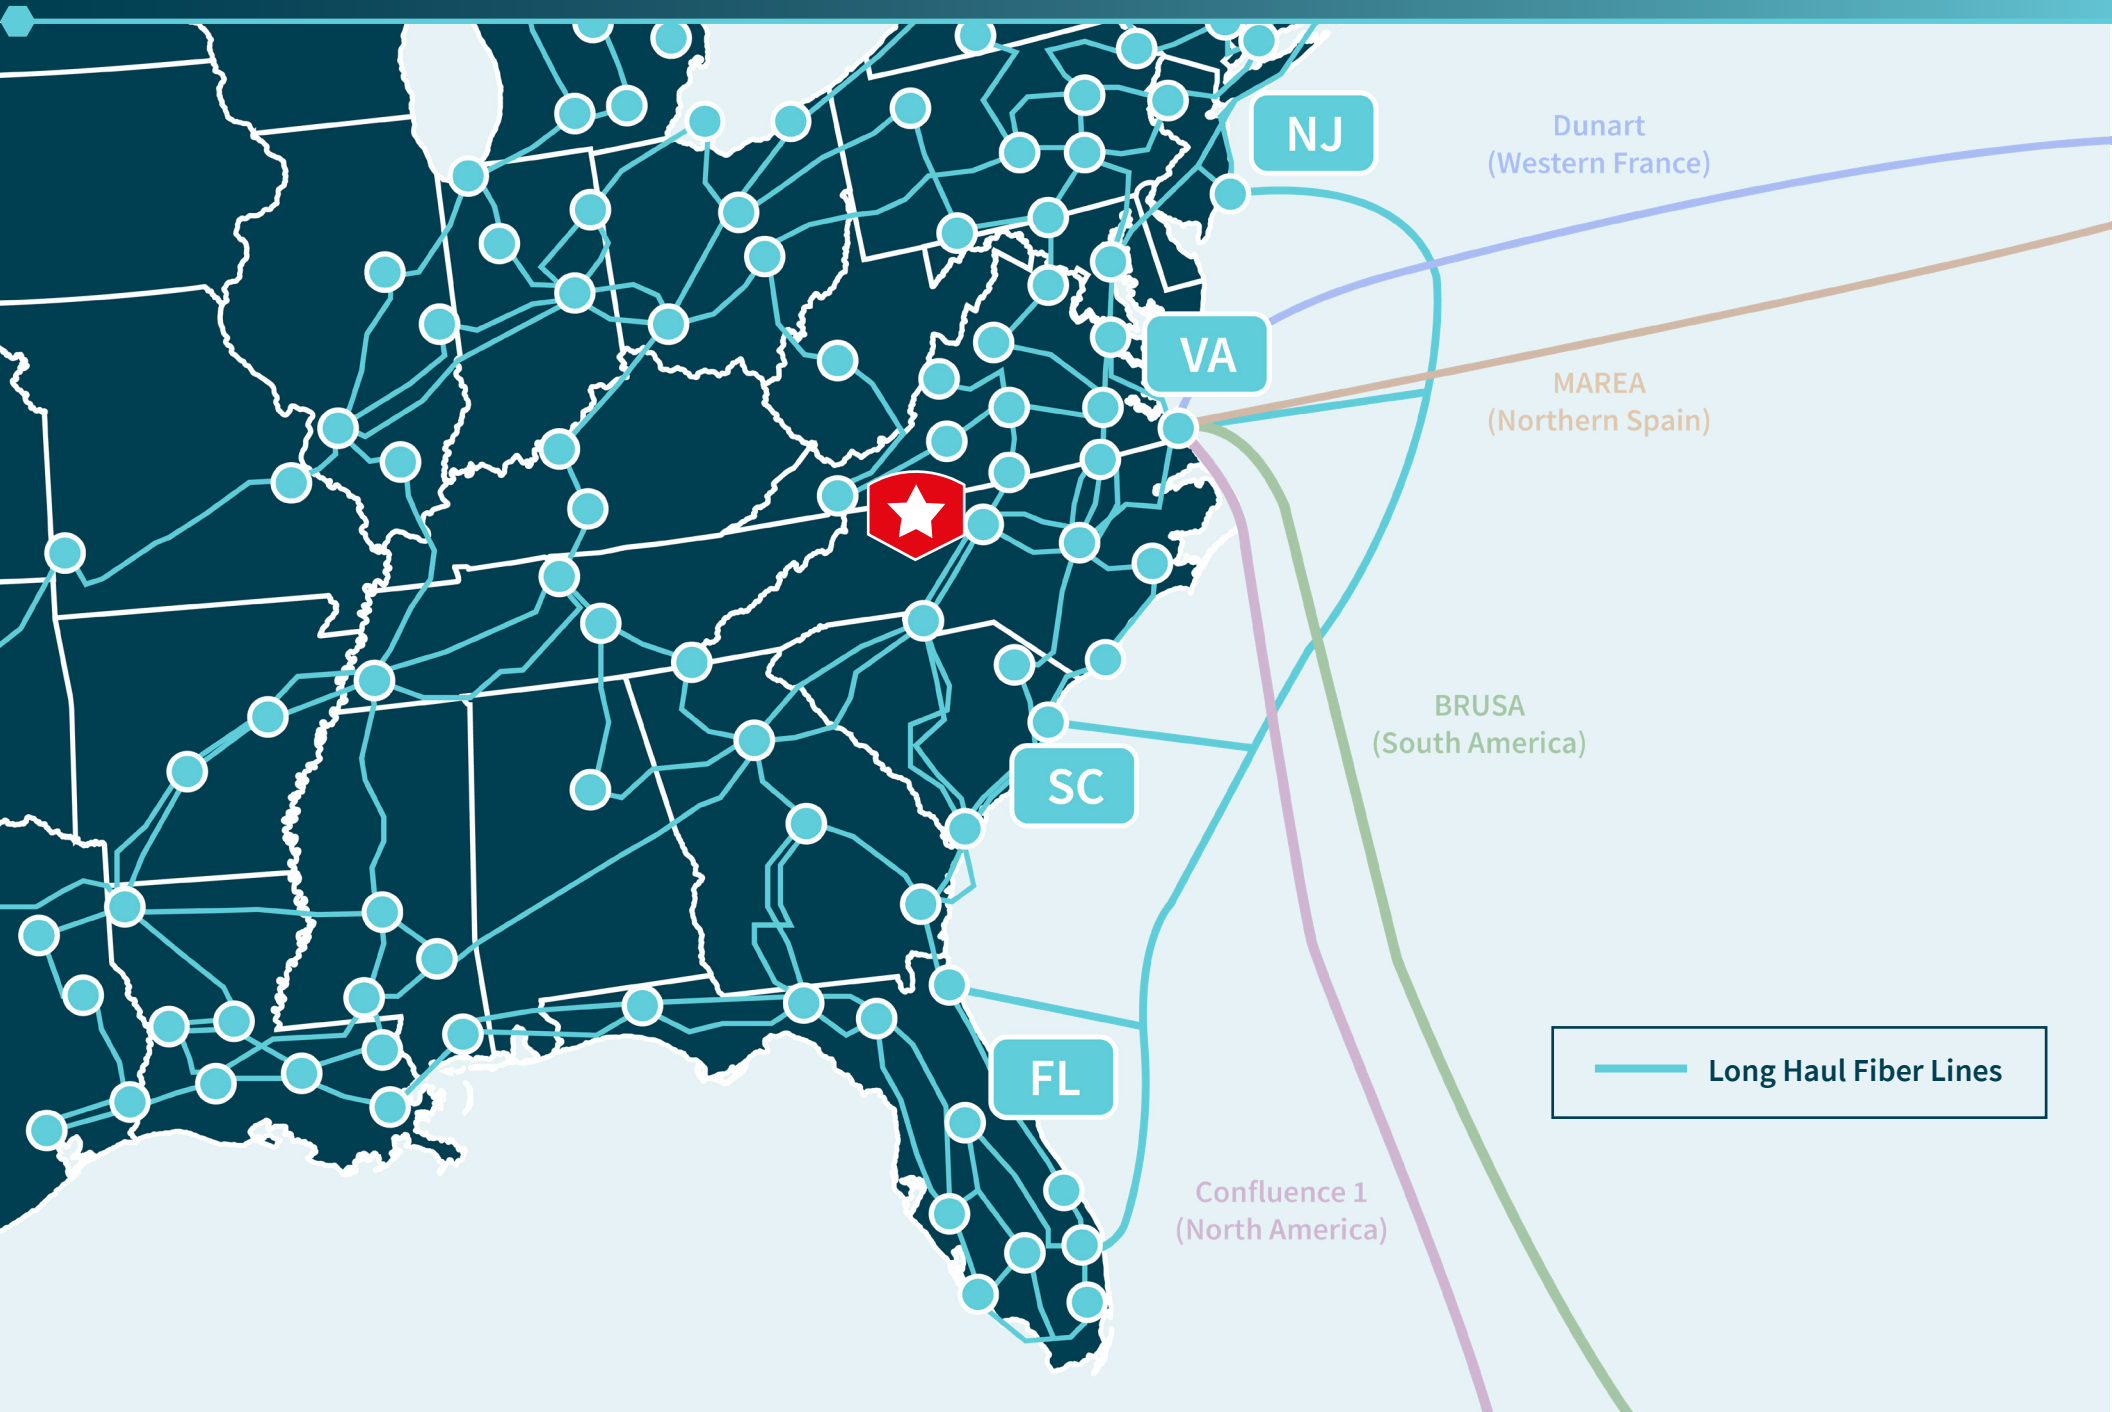 NJ
Dunart
(Western France)
VA
MAREA
(Northern Spain)
BRUSA
(South America)
SC
Long Haul Fiber Lines
FL
Confluence 1
(North America)